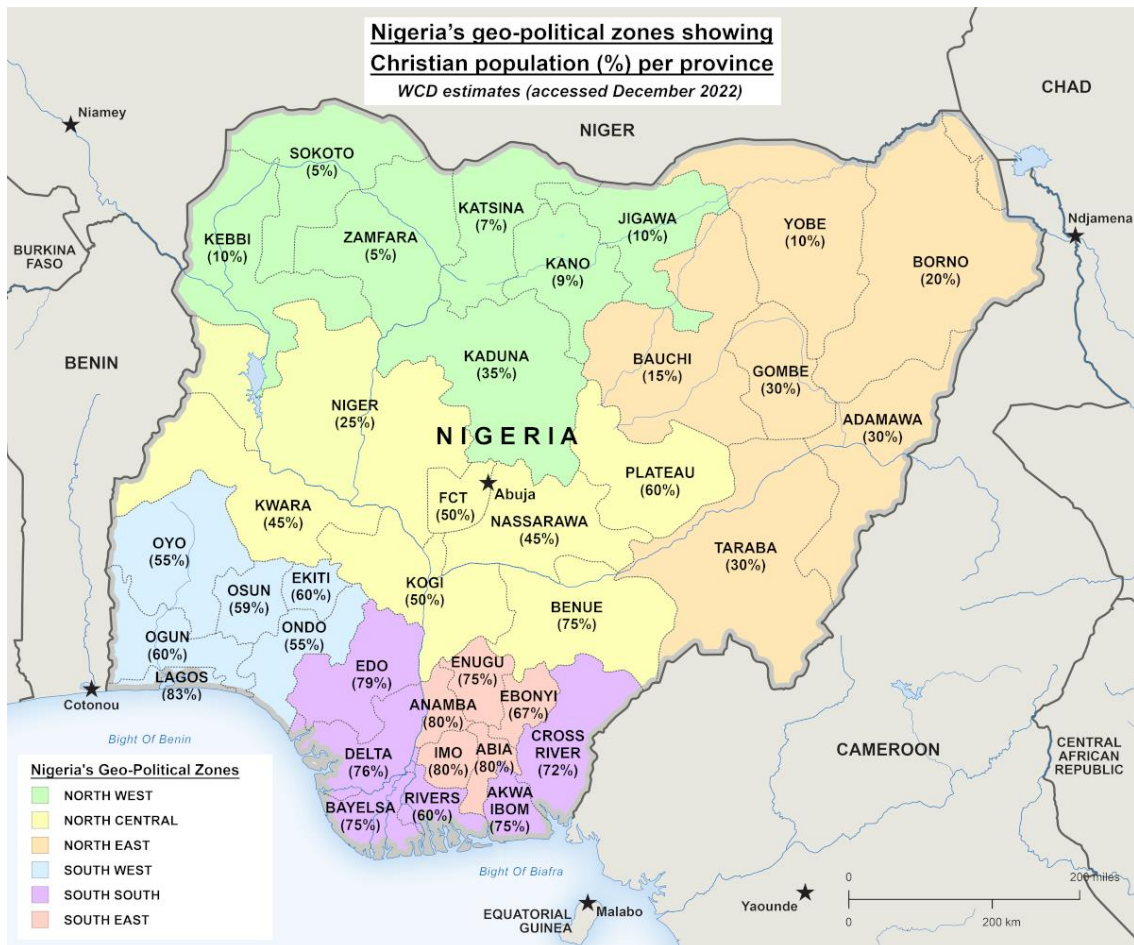 Nigeria's geo-political zones showing
Christian population (%) per province
WCD estimates (accessed December 2022)
CHAD
Niamey
NIGER
SOKOTO
(5%)
KATSINA
(7%)
JIGAWA
(10%)
YOBE
(10%)
Ndjamena
KEBBI
(10%)
ZAMFARA
(5%)
BURKINA
FASO
KANO
(9%)
BORNO
(20%)
BENIN
KADUNA
(35%)
BAUCHI
(15%)
GOMBE
(30%)
NIGER
(25%)
ADAMAWA
(30%)
NIGERIA
PLATEAU
(60%)
FCT
(50%)
Abuja
KWARA
(45%)
NASSARAWA
(45%)
OYO
(55%)
TARABA
(30%)
EKITI
(60%)
OSUN
(59%)
KOGI
(50%)
BENUE
(75%)
OGUN
(60%)
ONDO
(55%)
LAGOS
(83%)
EDO
(79%)
ENUGU
(75%)
EBONYI
(67%)
Cotonou
ANAMBA
(80%)
CROSS
RIVER
(72%)
Bight Of Benin
DELTA
(76%)
IMO
(80%)
ABIA
(80%)
CAMEROON
CENTRAL
AFRICAN
REPUBLIC
BAYELSA
(75%)
RIVERS
(60%)
AKWA
IBOM
(75%)
Nigeria's Geo-Political Zones
NORTH WEST
NORTH CENTRAL
NORTH EAST
SOUTH WEST
SOUTH SOUTH
SOUTH EAST
Bight Of Biafra
EQUATORIAL
GUINEA
Malabo
Yaounde
0
200 miles
0
200 km